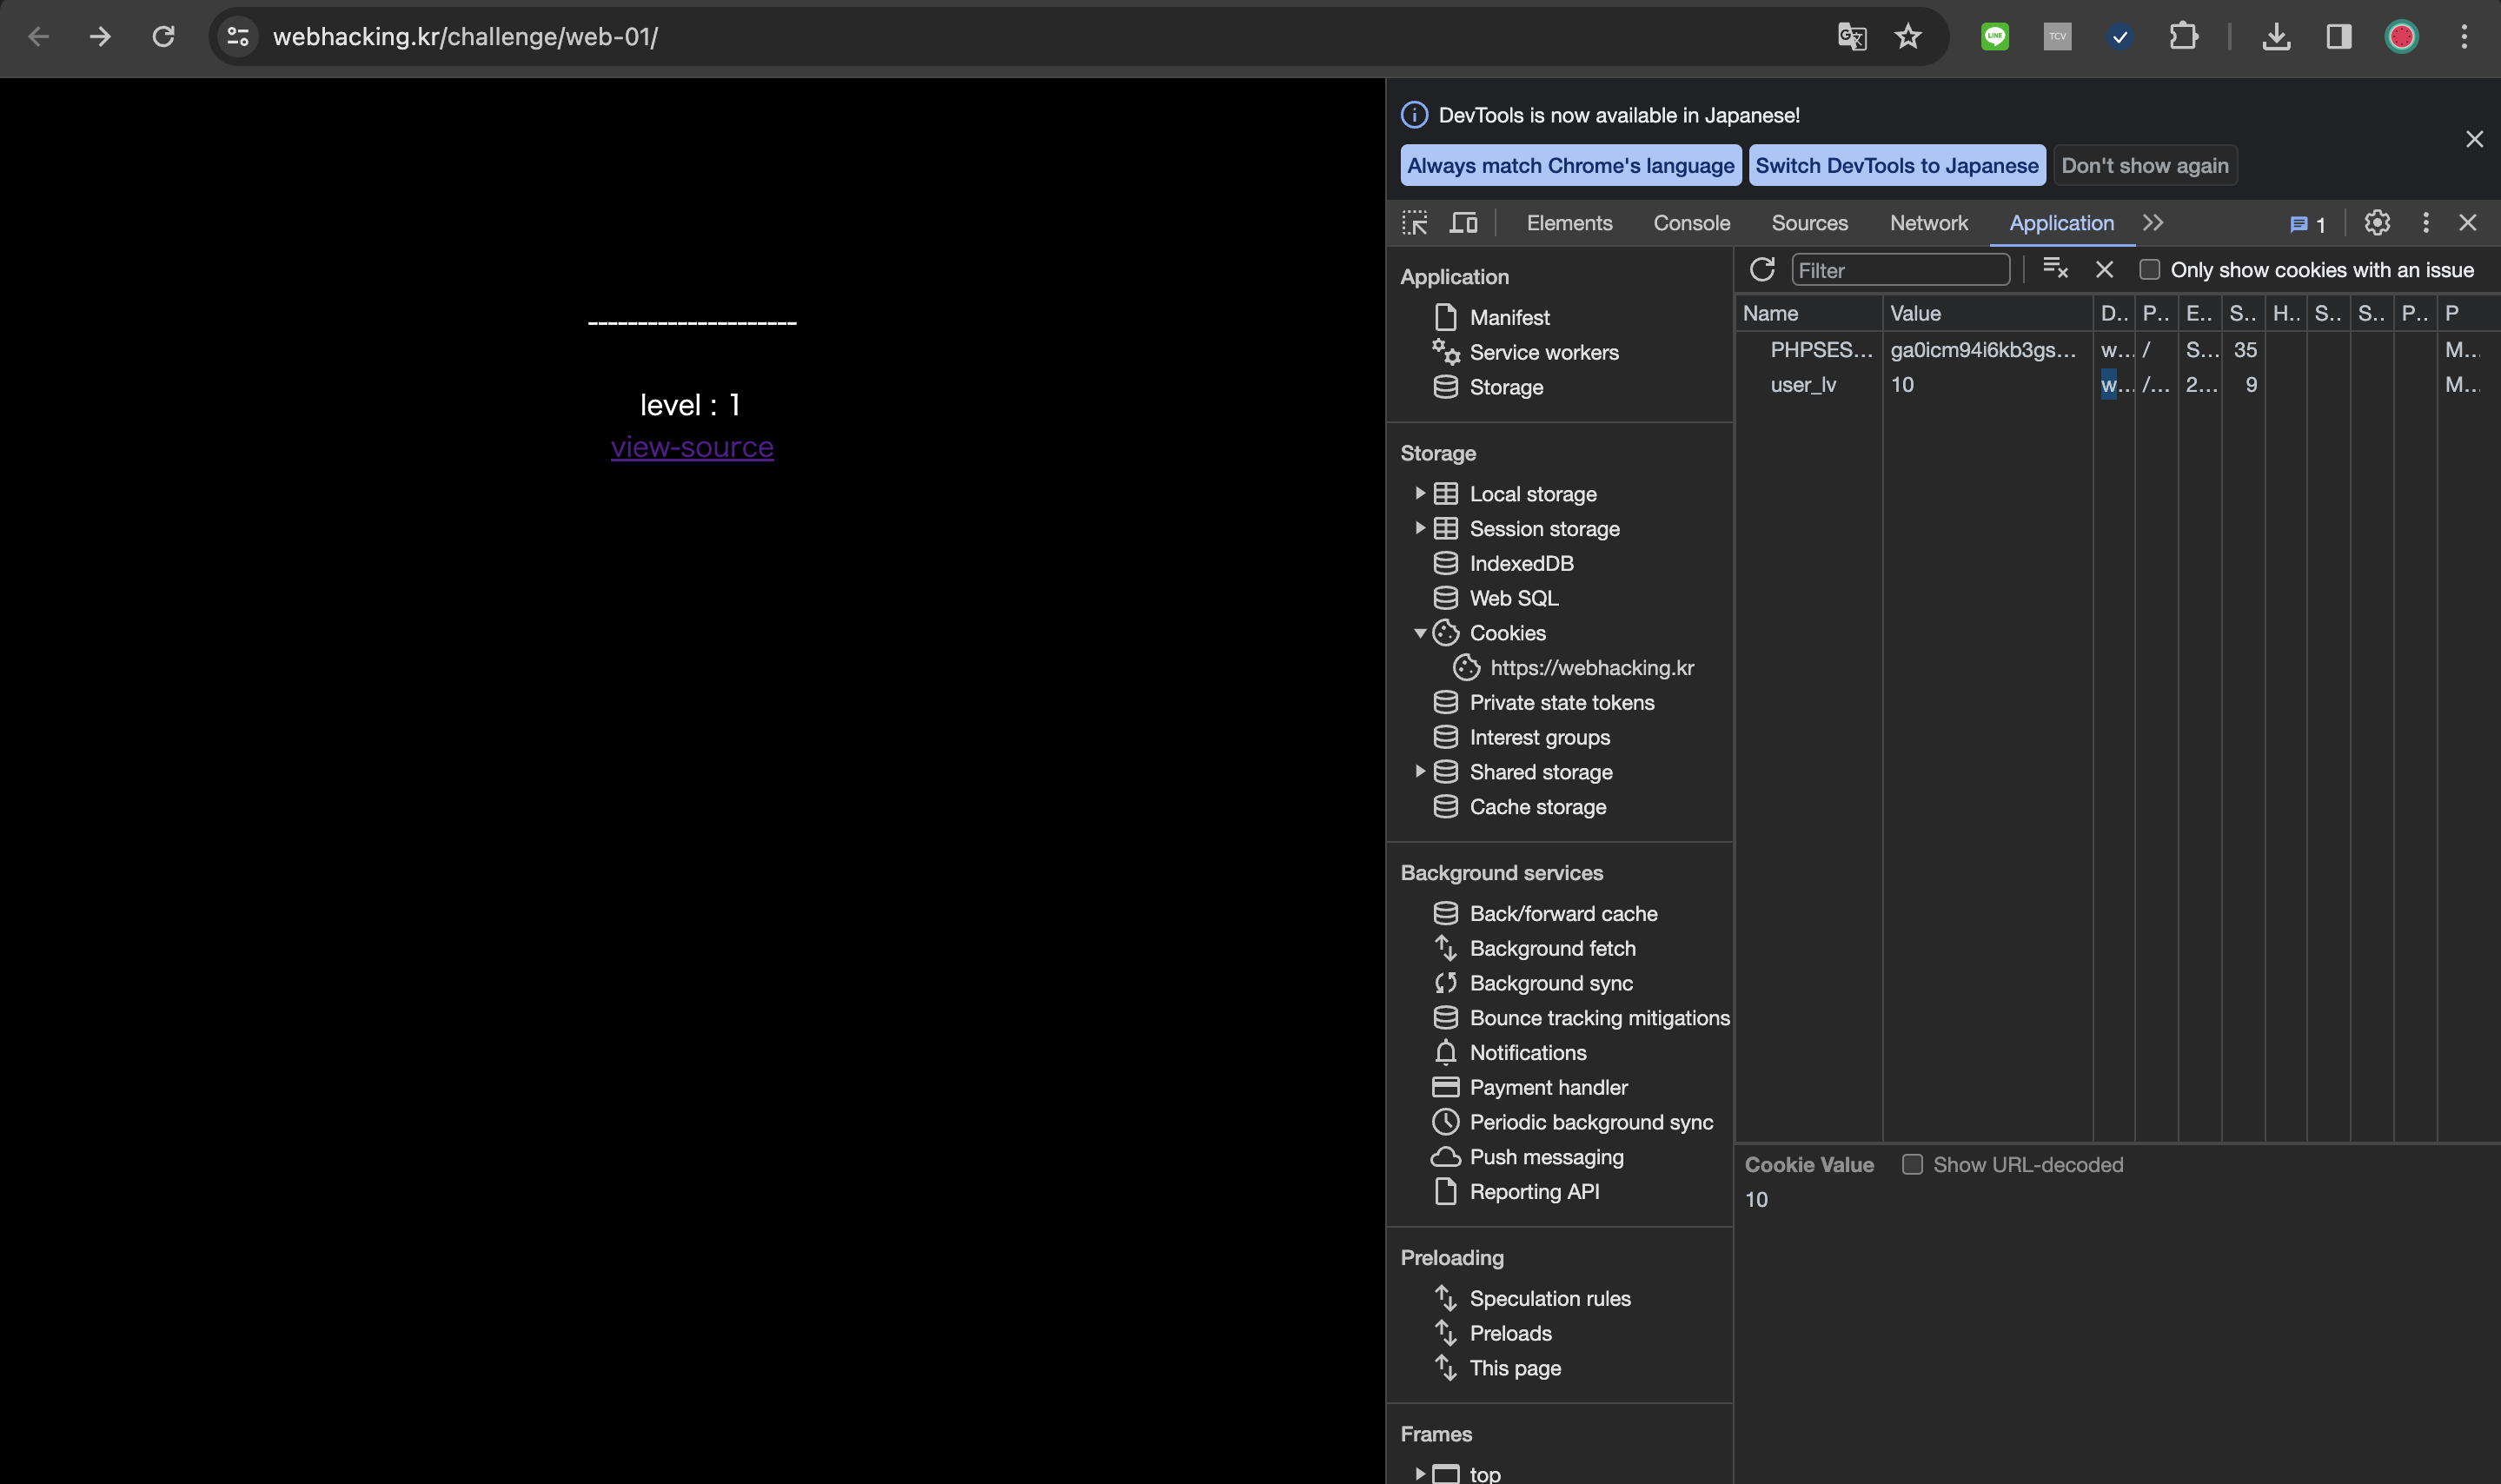 webhacking.kr/challenge/web-01/
LINE
TCV
DevTools is now available in Japanese!
Always match Chrome's language
Switch DevTools to Japanese
Don't show again
Elements
Console
Sources
Network
Application
1
Application
Manifest
Service workers
Storage
Storage
Local storage
Session storage
IndexedDB
Web SQL
Cookies
https://webhacking.kr
Private state tokens
Interest groups
Shared storage
Cache storage
Background services
Back/forward cache
Background fetch
Background sync
Bounce tracking mitigations
Notifications
Payment handler
Periodic background sync
Push messaging
Reporting API
Preloading
Speculation rules
Preloads
This page
Frames
top
Filter
Only show cookies with an issue
Name Value D.. P.. E.. S.. H.. S.. S.. P.. P
PHPSES... ga0icm94i6kb3gs... w... / S... 35 M...
user_lv 10 w... /... 2... 9 M...
Cookie Value Show URL-decoded
10
---------------------
level : 1
view-source